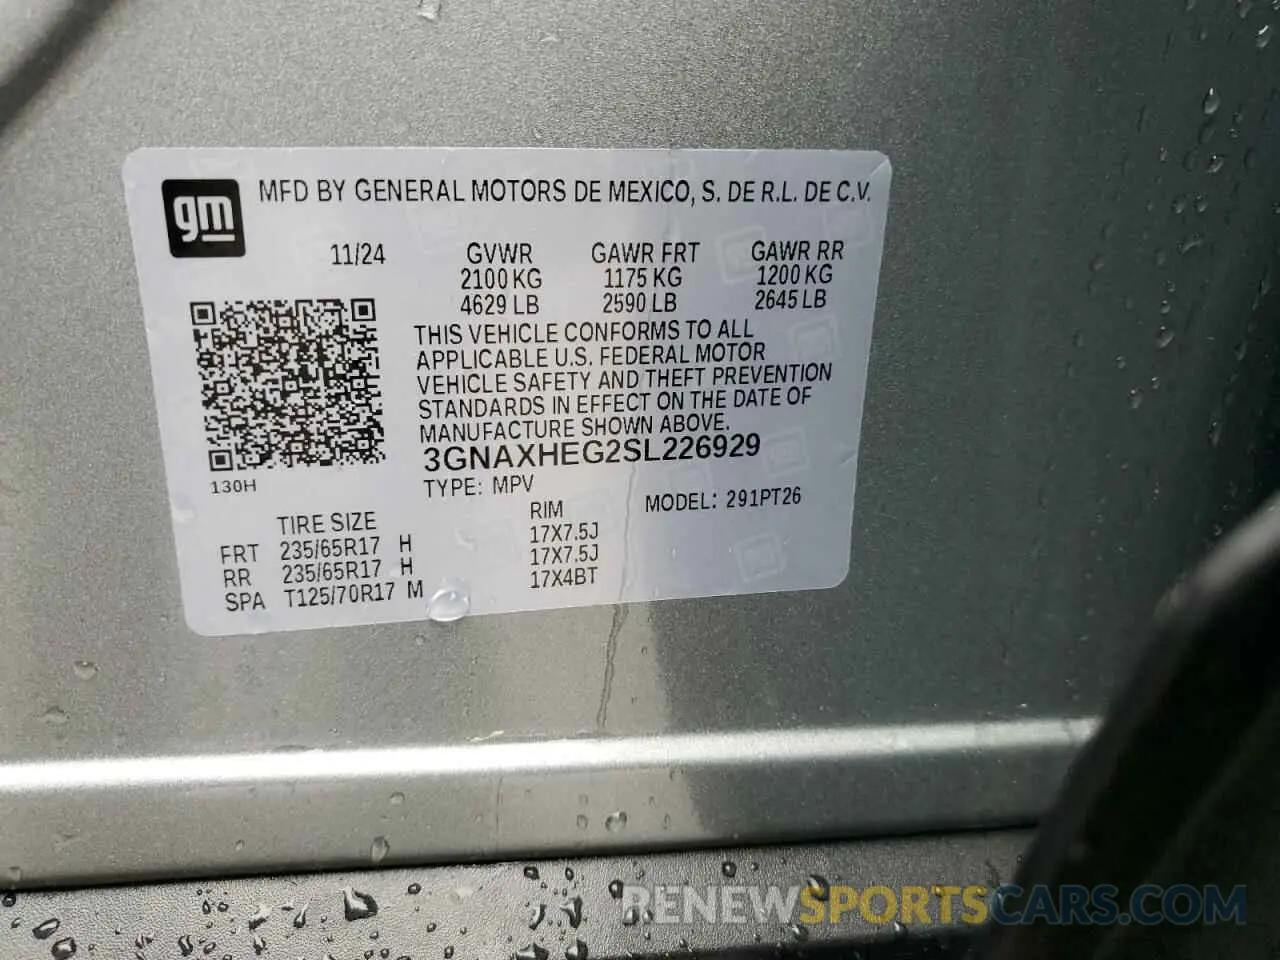 gm MFD BY GENERAL MOTORS DE MEXICO, S. DE R.L. DE C.V.
11/24 GVWR GAWR FRT GAWR RR
2100 KG 1175 KG 1200 KG
4629 LB 2590 LB 2645 LB
THIS VEHICLE CONFORMS TO ALL
APPLICABLE U.S. FEDERAL MOTOR
VEHICLE SAFETY AND THEFT PREVENTION
STANDARDS IN EFFECT ON THE DATE OF
MANUFACTURE SHOWN ABOVE.
3GNAXHEG2SL226929
130H
TYPE: MPV MODEL: 291PT26
TIRE SIZE RIM
FRT 235/65R17 H 17X7.5J
RR 235/65R17 H 17X7.5J
SPA T125/70R17 M 17X4BT
RENEWSPORTSCARS.COM